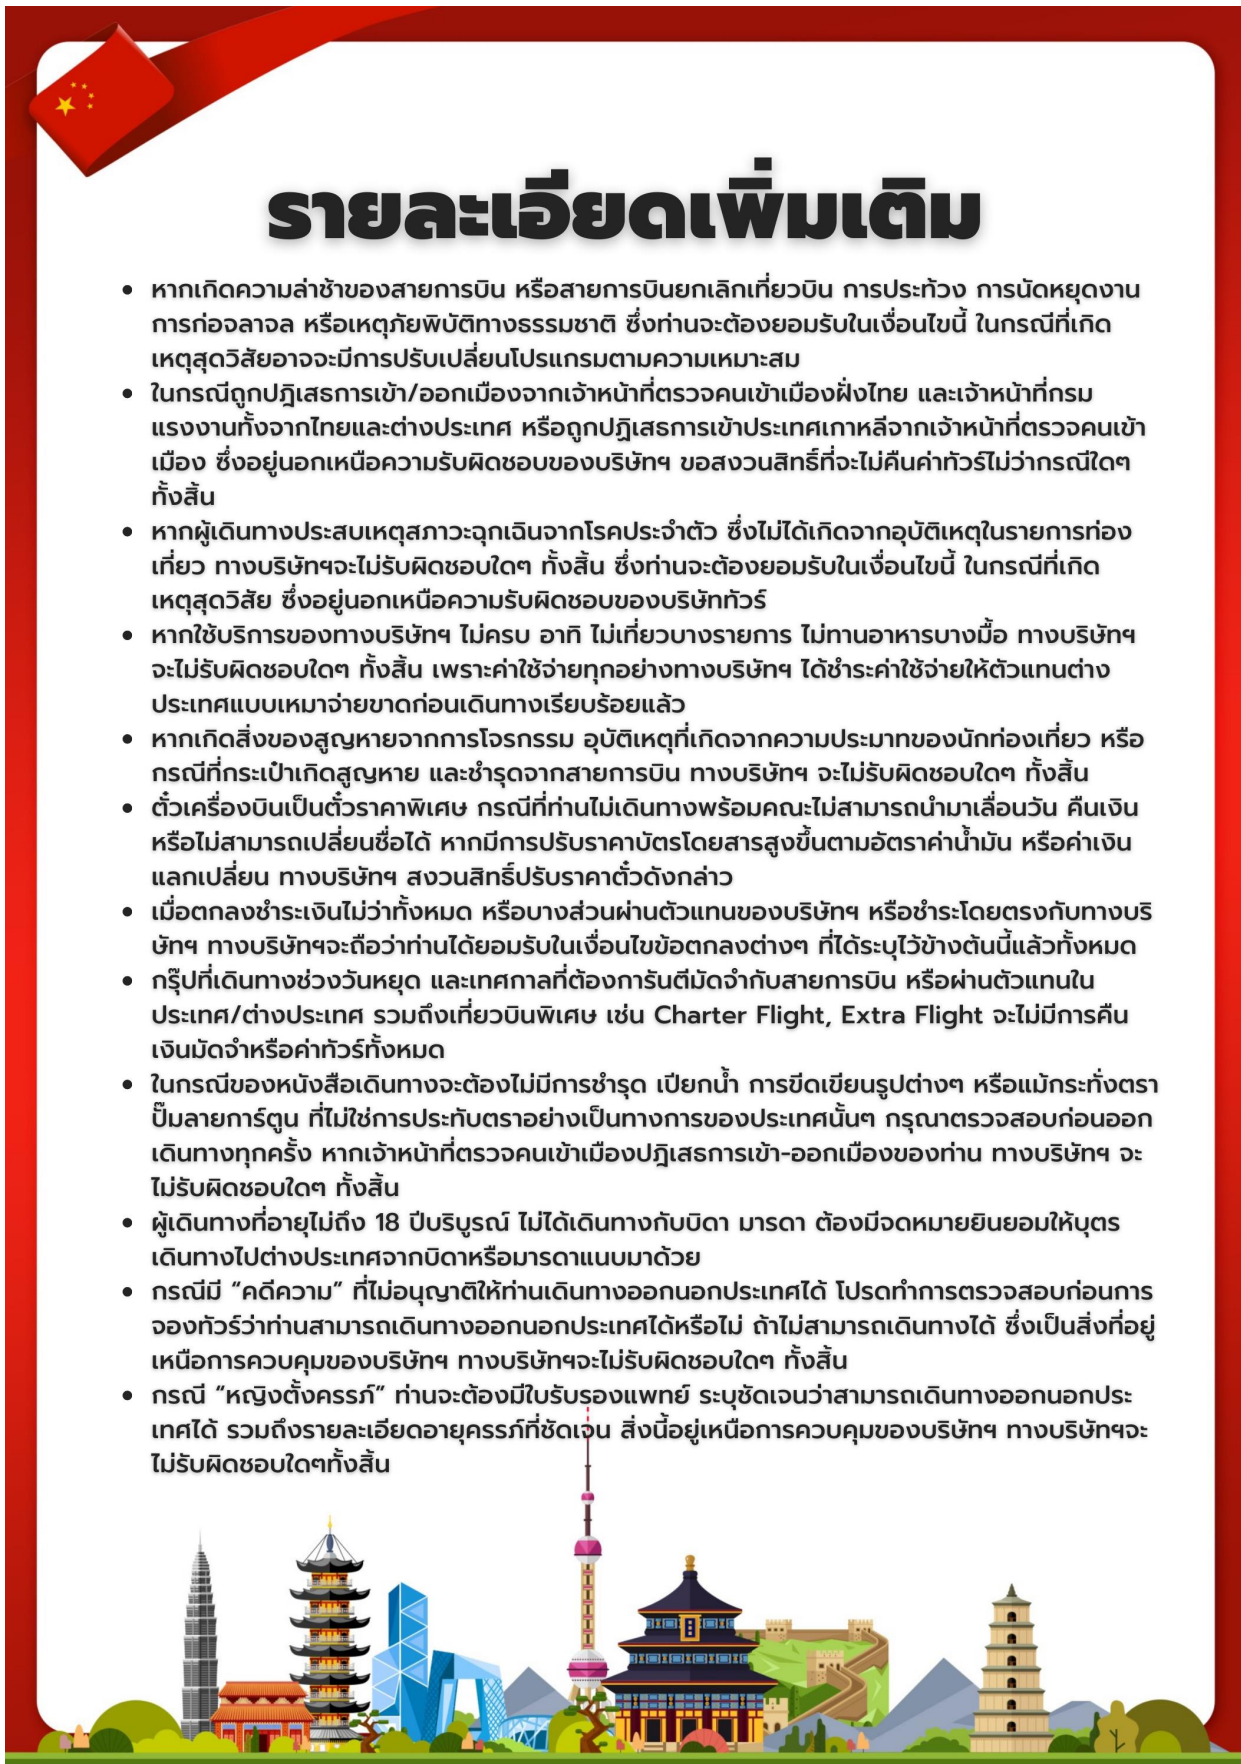 รายละเอียดเพิ่มเติม
• หากเกิดความล่าช้าของสายการบิน หรือสายการบินยกเลิกเที่ยวบิน การประท้วง การนัดหยุดงาน
การก่อจลาจล หรือเหตุภัยพิบัติทางธรรมชาติ ซึ่งท่านจะต้องยอมรับในเงื่อนไขนี้ ในกรณีที่เกิด
เหตุสุดวิสัยอาจจะมีการปรับเปลี่ยนโปรแกรมตามความเหมาะสม
• ในกรณีถูกปฎิเสธการเข้า/ออกเมืองจากเจ้าหน้าที่ตรวจคนเข้าเมืองฝั่งไทย และเจ้าหน้าที่กรม
แรงงานทั้งจากไทยและต่างประเทศ หรือถูกปฏิเสธการเข้าประเทศเกาหลีจากเจ้าหน้าที่ตรวจคนเข้า
เมือง ซึ่งอยู่นอกเหนือความรับผิดชอบของบริษัทฯ ขอสงวนสิทธิ์ที่จะไม่คืนค่าทัวร์ไม่ว่ากรณีใดๆ
ทั้งสิ้น
• หากผู้เดินทางประสบเหตุสภาวะฉุกเฉินจากโรคประจำตัว ซึ่งไม่ได้เกิดจากอุบัติเหตุในรายการท่อง
เที่ยว ทางบริษัทฯจะไม่รับผิดชอบใดๆ ทั้งสิ้น ซึ่งท่านจะต้องยอมรับในเงื่อนไขนี้ ในกรณีที่เกิด
เหตุสุดวิสัย ซึ่งอยู่นอกเหนือความรับผิดชอบของบริษัททัวร์
• หากใช้บริการของทางบริษัทฯ ไม่ครบ อาทิ ไม่เที่ยวบางรายการ ไม่ทานอาหารบางมื้อ ทางบริษัทฯ
จะไม่รับผิดชอบใดๆ ทั้งสิ้น เพราะค่าใช้จ่ายทุกอย่างทางบริษัทฯ ได้ชำระค่าใช้จ่ายให้ตัวแทนต่าง
ประเทศแบบเหมาจ่ายขาดก่อนเดินทางเรียบร้อยแล้ว
• หากเกิดสิ่งของสูญหายจากการโจรกรรม อุบัติเหตุที่เกิดจากความประมาทของนักท่องเที่ยว หรือ
กรณีที่กระเป๋าเกิดสูญหาย และชำรุดจากสายการบิน ทางบริษัทฯ จะไม่รับผิดชอบใดๆ ทั้งสิ้น
• ตั๋วเครื่องบินเป็นตั๋วราคาพิเศษ กรณีที่ท่านไม่เดินทางพร้อมคณะไม่สามารถนำมาเลื่อนวัน คืนเงิน
หรือไม่สามารถเปลี่ยนชื่อได้ หากมีการปรับราคาบัตรโดยสารสูงขึ้นตามอัตราค่าน้ำมัน หรือค่าเงิน
แลกเปลี่ยน ทางบริษัทฯ สงวนสิทธิ์ปรับราคาตั๋วดังกล่าว
• เมื่อตกลงชำระเงินไม่ว่าทั้งหมด หรือบางส่วนผ่านตัวแทนของบริษัทฯ หรือชำระโดยตรงกับทางบริ
ษัทฯ ทางบริษัทฯจะถือว่าท่านได้ยอมรับในเงื่อนไขข้อตกลงต่างๆ ที่ได้ระบุไว้ข้างต้นนี้แล้วทั้งหมด
• กรุ๊ปที่เดินทางช่วงวันหยุด และเทศกาลที่ต้องการันตีมัดจำกับสายการบิน หรือผ่านตัวแทนใน
ประเทศ/ต่างประเทศ รวมถึงเที่ยวบินพิเศษ เช่น Charter Flight, Extra Flight จะไม่มีการคืน
เงินมัดจำหรือค่าทัวร์ทั้งหมด
• ในกรณีของหนังสือเดินทางจะต้องไม่มีการชำรุด เปียกน้ำ การขีดเขียนรูปต่างๆ หรือแม้กระทั่งตรา
ปั๊มลายการ์ตูน ที่ไม่ใช่การประทับตราอย่างเป็นทางการของประเทศนั้นๆ กรุณาตรวจสอบก่อนออก
เดินทางทุกครั้ง หากเจ้าหน้าที่ตรวจคนเข้าเมืองปฎิเสธการเข้า-ออกเมืองของท่าน ทางบริษัทฯ จะ
ไม่รับผิดชอบใดๆ ทั้งสิ้น
• ผู้เดินทางที่อายุไม่ถึง 18 ปีบริบูรณ์ ไม่ได้เดินทางกับบิดา มารดา ต้องมีจดหมายยินยอมให้บุตร
เดินทางไปต่างประเทศจากบิดาหรือมารดาแนบมาด้วย
• กรณีมี “คดีความ” ที่ไม่อนุญาติให้ท่านเดินทางออกนอกประเทศได้ โปรดทำการตรวจสอบก่อนการ
จองทัวร์ว่าท่านสามารถเดินทางออกนอกประเทศได้หรือไม่ ถ้าไม่สามารถเดินทางได้ ซึ่งเป็นสิ่งที่อยู่
เหนือการควบคุมของบริษัทฯ ทางบริษัทฯจะไม่รับผิดชอบใดๆ ทั้งสิ้น
• กรณี “หญิงตั้งครรภ์” ท่านจะต้องมีใบรับรองแพทย์ ระบุชัดเจนว่าสามารถเดินทางออกนอกประ
เทศได้ รวมถึงรายละเอียดอายุครรภ์ที่ชัดเจน สิ่งนี้อยู่เหนือการควบคุมของบริษัทฯ ทางบริษัทฯจะ
ไม่รับผิดชอบใดๆทั้งสิ้น